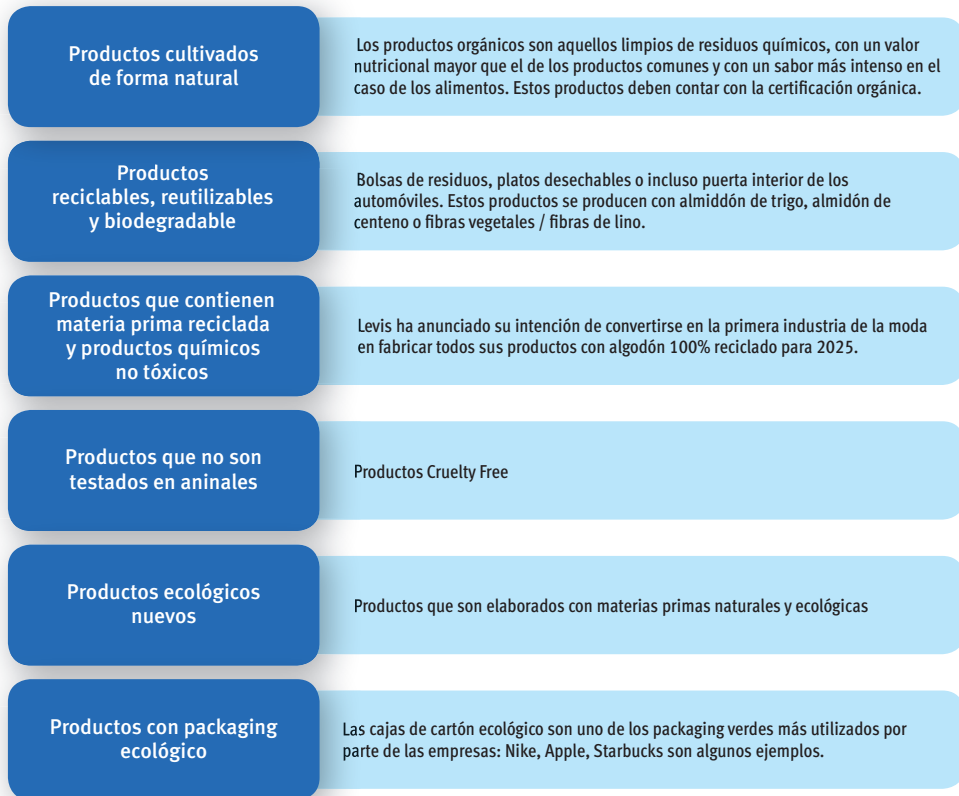 Productos cultivados
de forma natural
Los productos orgánicos son aquellos limpios de residuos químicos, con un valor
nutricional mayor que el de los productos comunes y con un sabor más intenso en el
caso de los alimentos. Estos productos deben contar con la certificación orgánica.
Productos
reciclables, reutilizables
y biodegradable
Bolsas de residuos, platos desechables o incluso puerta interior de los
automóviles. Estos productos se producen con almiddón de trigo, almidón de
centeno o fibras vegetales / fibras de lino.
Productos que contienen
materia prima reciclada
y productos químicos
no tóxicos
Levis ha anunciado su intención de convertirse en la primera industria de la moda
en fabricar todos sus productos con algodón 100% reciclado para 2025.
Productos que no son
testados en aninales
Productos Cruelty Free
Productos ecológicos
nuevos
Productos que son elaborados con materias primas naturales y ecológicas
Productos con packaging
ecológico
Las cajas de cartón ecológico son uno de los packaging verdes más utilizados por
parte de las empresas: Nike, Apple, Starbucks son algunos ejemplos.